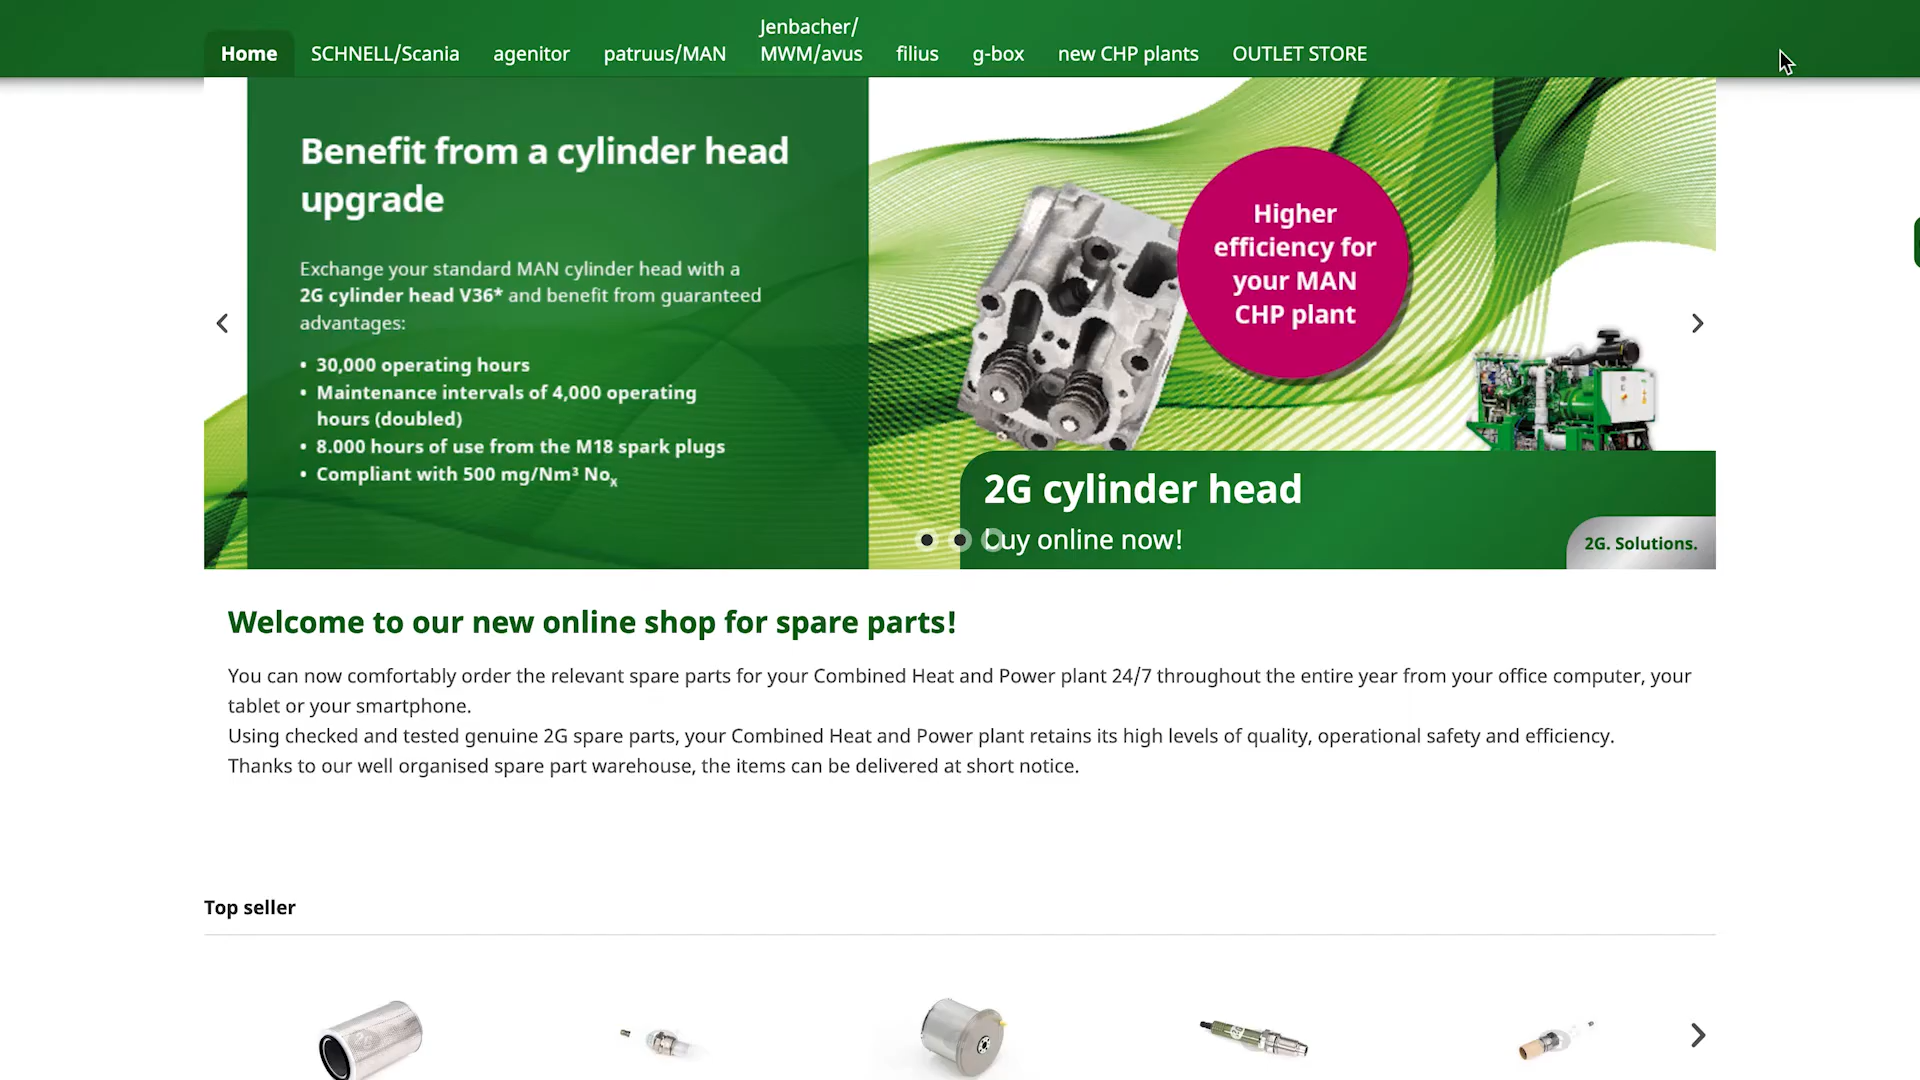 Home
SCHNELL/Scania
agenitor
patruus/MAN
Jenbacher/
MWM/avus
filius
g-box
new CHP plants
OUTLET STORE
Benefit from a cylinder head
upgrade
Exchange your standard MAN cylinder head with a
2G cylinder head V36* and benefit from guaranteed
advantages:
• 30,000 operating hours
• Maintenance intervals of 4,000 operating
hours (doubled)
• 8.000 hours of use from the M18 spark plugs
• Compliant with 500 mg/Nm³ Noₓ
Higher
efficiency for
your MAN
CHP plant
2G cylinder head
buy online now!
2G. Solutions.
Welcome to our new online shop for spare parts!
You can now comfortably order the relevant spare parts for your Combined Heat and Power plant 24/7 throughout the entire year from your office computer, your
tablet or your smartphone.
Using checked and tested genuine 2G spare parts, your Combined Heat and Power plant retains its high levels of quality, operational safety and efficiency.
Thanks to our well organised spare part warehouse, the items can be delivered at short notice.
Top seller